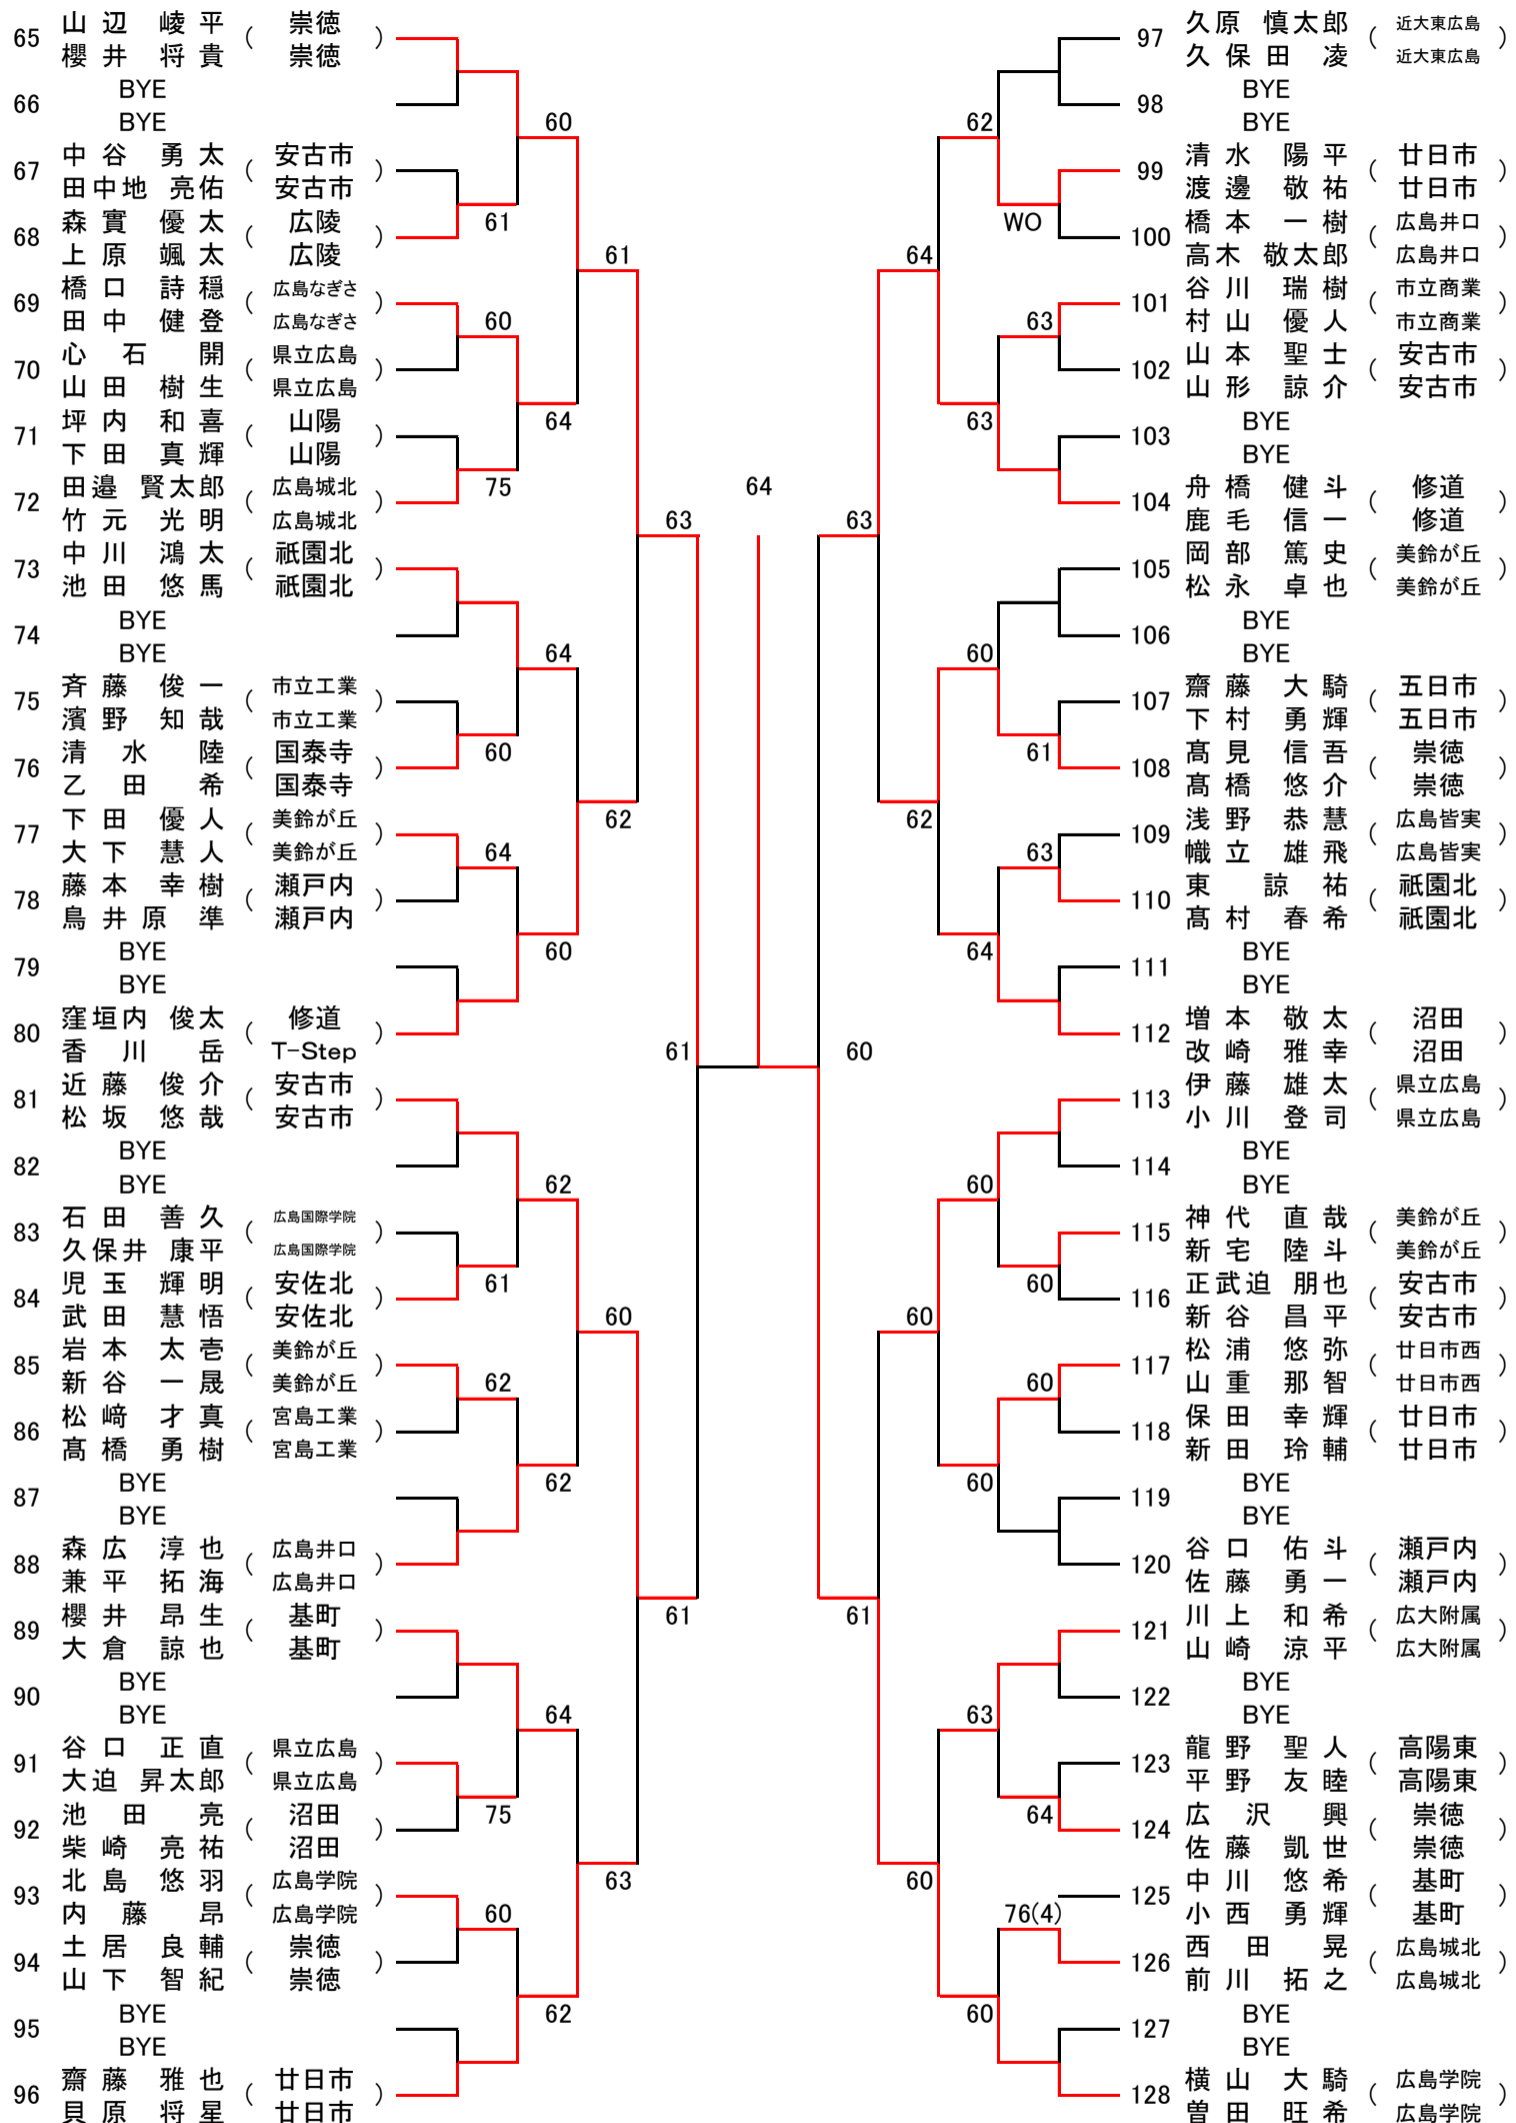 65 山辺 崚平 (崇徳)
櫻井 将貴 崇徳
66 BYE
BYE
67 中谷 勇太 (安古市)
田中地 亮佑 安古市
68 森實 優太 (広陵)
上原 颯太 広陵
69 橋口 詩穏 (広島なぎさ)
田中 健登 広島なぎさ
70 心石 開 (県立広島)
山田 樹生 県立広島
71 坪内 和喜 (山陽)
下田 真輝 山陽
72 田邉 賢太郎 (広島城北)
竹元 光明 広島城北
73 中川 鴻太 (祇園北)
池田 悠馬 祇園北
74 BYE
BYE
75 斉藤 俊一 (市立工業)
濱野 知哉 市立工業
76 清水 陸 (国泰寺)
乙田 希 国泰寺
77 下田 優人 (美鈴が丘)
大下 慧人 美鈴が丘
78 藤本 幸樹 (瀬戸内)
鳥井原 準 瀬戸内
79 BYE
BYE
80 窪垣内 俊太 (修道)
香川 岳 T-Step
81 近藤 俊介 (安古市)
松坂 悠哉 安古市
82 BYE
BYE
83 石田 善久 (広島国際学院)
久保井 康平 広島国際学院
84 児玉 輝明 (安佐北)
武田 慧悟 安佐北
85 岩本 太壱 (美鈴が丘)
新谷 一晟 美鈴が丘
86 松﨑 才真 (宮島工業)
髙橋 勇樹 宮島工業
87 BYE
BYE
88 森広 淳也 (広島井口)
兼平 拓海 広島井口
89 櫻井 昂生 (基町)
大倉 諒也 基町
90 BYE
BYE
91 谷口 正直 (県立広島)
大迫 昇太郎 県立広島
92 池田 亮 (沼田)
柴崎 亮祐 沼田
93 北島 悠羽 (広島学院)
内藤 昂 広島学院
94 土居 良輔 (崇徳)
山下 智紀 崇徳
95 BYE
BYE
96 齋藤 雅也 (廿日市)
貝原 将星 廿日市
60
61
61
60
64
75
63
64
64
60
62
64
60
61
60
62
61
60
62
62
61
64
75
63
60
62
97 久原 慎太郎 (近大東広島)
久保田 凌 近大東広島
98 BYE
BYE
99 清水 陽平 (廿日市)
渡邊 敬祐 廿日市
100 橋本 一樹 (広島井口)
高木 敬太郎 広島井口
101 谷川 瑞樹 (市立商業)
村山 優人 市立商業
102 山本 聖士 (安古市)
山形 諒介 安古市
103 BYE
BYE
104 舟橋 健斗 (修道)
鹿毛 信一 修道
105 岡部 篤史 (美鈴が丘)
松永 卓也 美鈴が丘
106 BYE
BYE
107 齋藤 大騎 (五日市)
下村 勇輝 五日市
108 髙見 信吾 (崇徳)
髙橋 悠介 崇徳
109 浅野 恭慧 (広島皆実)
幟立 雄飛 広島皆実
110 東 諒祐 (祇園北)
髙村 春希 祇園北
111 BYE
BYE
112 増本 敬太 (沼田)
改崎 雅幸 沼田
113 伊藤 雄太 (県立広島)
小川 登司 県立広島
114 BYE
BYE
115 神代 直哉 (美鈴が丘)
新宅 陸斗 美鈴が丘
116 正武迫 朋也 (安古市)
新谷 昌平 安古市
117 松浦 悠弥 (廿日市西)
山重 那智 廿日市西
118 保田 幸輝 (廿日市)
新田 玲輔 廿日市
119 BYE
BYE
120 谷口 佑斗 (瀬戸内)
佐藤 勇一 瀬戸内
121 川上 和希 (広大附属)
山崎 涼平 広大附属
122 BYE
BYE
123 龍野 聖人 (高陽東)
平野 友睦 高陽東
124 広沢 興 (崇徳)
佐藤 凱世 崇徳
125 中川 悠希 (基町)
小西 勇輝 基町
126 西田 晃 (広島城北)
前川 拓之 広島城北
127 BYE
BYE
128 横山 大騎 (広島学院)
曽田 旺希 広島学院
62
WO
64
63
63
63
60
61
62
63
64
60
60
60
60
60
60
61
63
64
60
76(4)
60